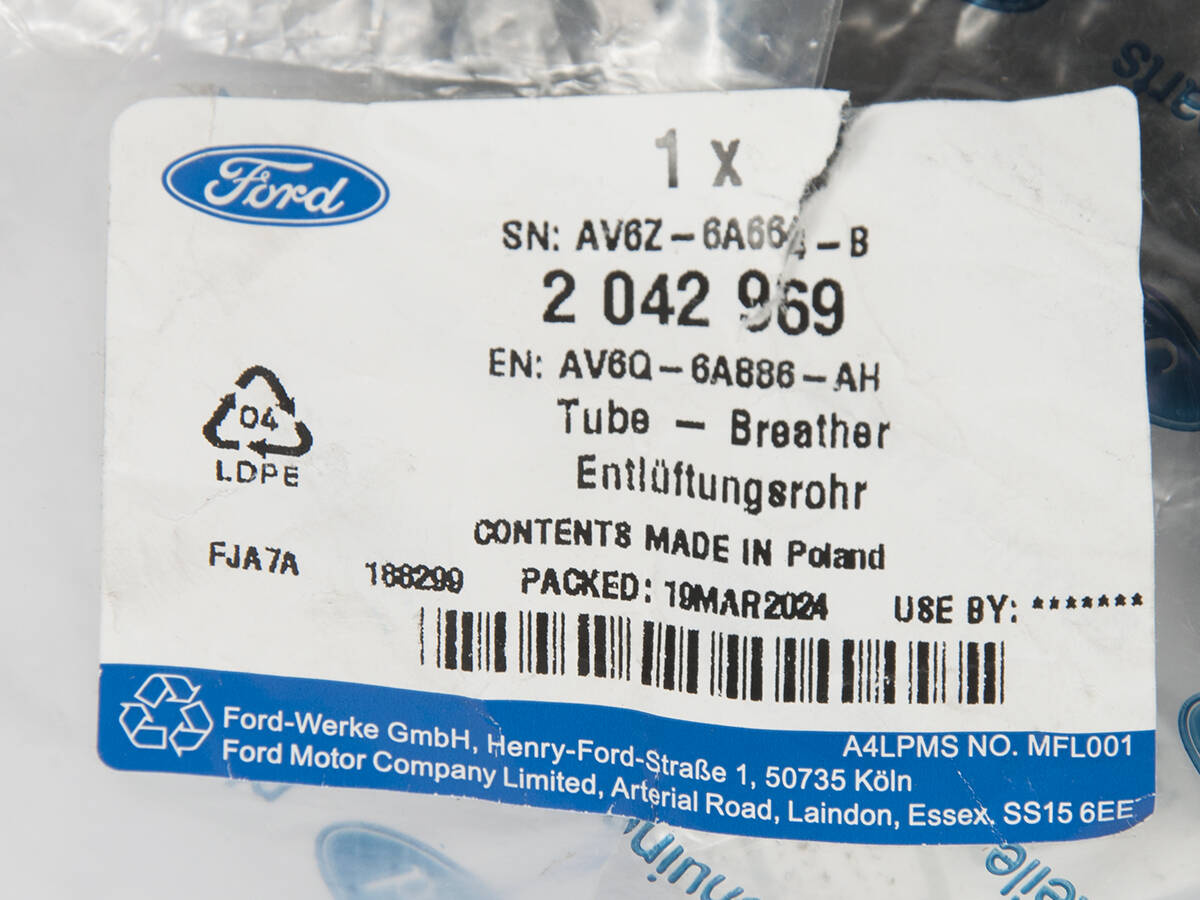 Ford
1 x
SN: AV6Z-6A664-B
2 042 969
EN: AV6Q-6A886-AH
Tube - Breather
Entlüftungsrohr
04
LDPE
CONTENTS MADE IN Poland
FJA7A 188299 PACKED: 19MAR2024 USE BY: *******
A4LPMS NO. MFL001
Ford-Werke GmbH, Henry-Ford-Straße 1, 50735 Köln
Ford Motor Company Limited, Arterial Road, Laindon, Essex, SS15 6EE